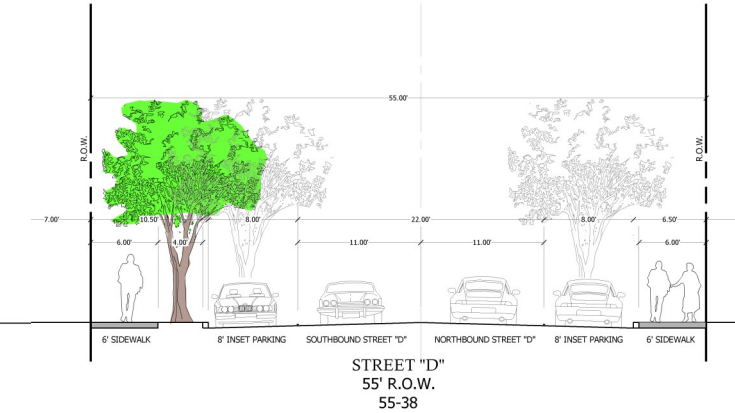 55.00'
R.O.W.
R.O.W.
7.00' 10.50' 8.00' 22.00' 8.00' 6.50'
6.00' 4.00' 11.00' 11.00' 6.00'
6' SIDEWALK 8' INSET PARKING SOUTHBOUND STREET "D" NORTHBOUND STREET "D" 8' INSET PARKING 6' SIDEWALK
STREET "D"
55' R.O.W.
55-38